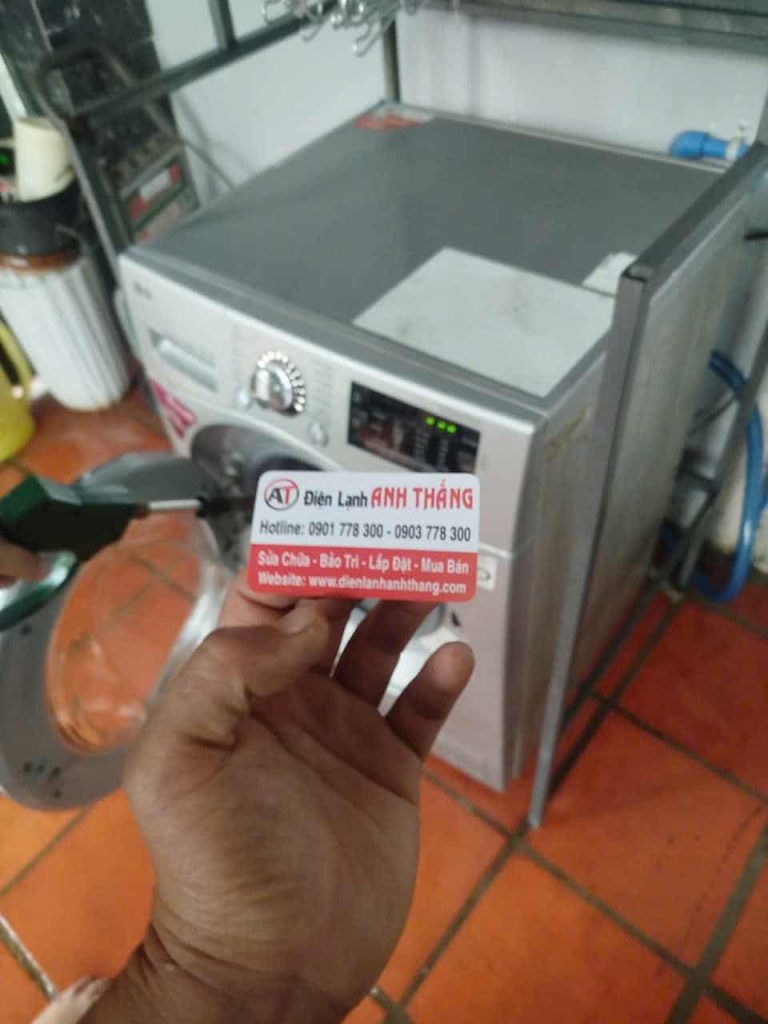 AT Điện Lạnh ANH THẮNG
Hotline: 0901 778 300 - 0903 778 300
Sửa Chữa - Bảo Trì - Lắp Đặt - Mua Bán
Website: www.dienlanhanhthang.com